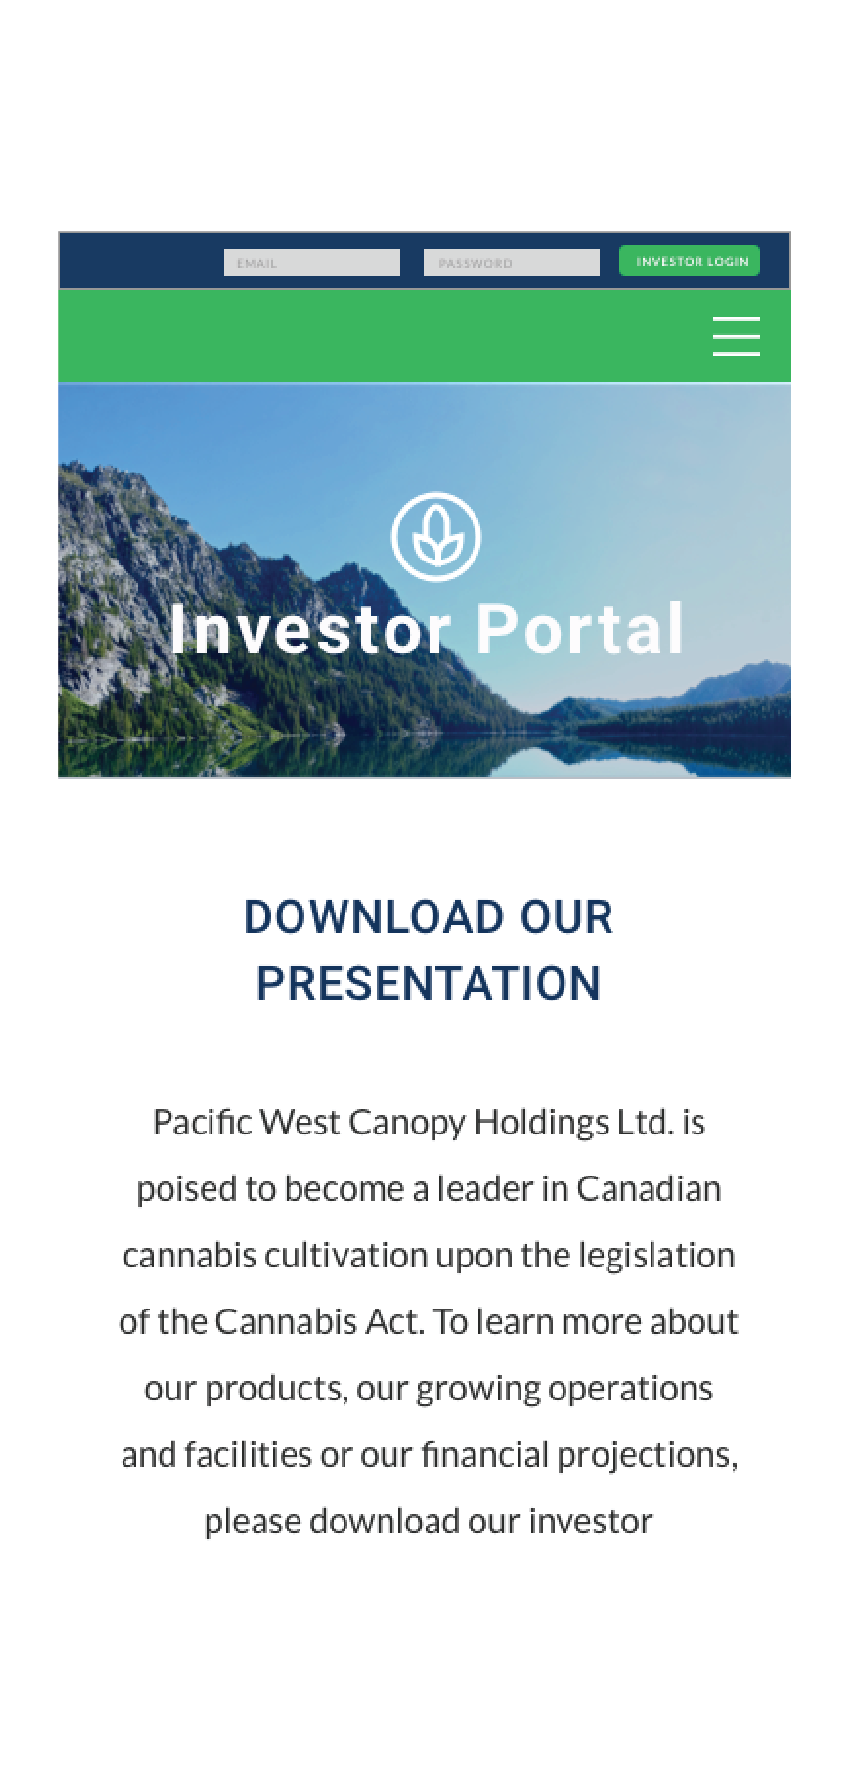 EMAIL PASSWORD INVESTOR LOGIN
Investor Portal
DOWNLOAD OUR
PRESENTATION
Pacific West Canopy Holdings Ltd. is
poised to become a leader in Canadian
cannabis cultivation upon the legislation
of the Cannabis Act. To learn more about
our products, our growing operations
and facilities or our financial projections,
please download our investor